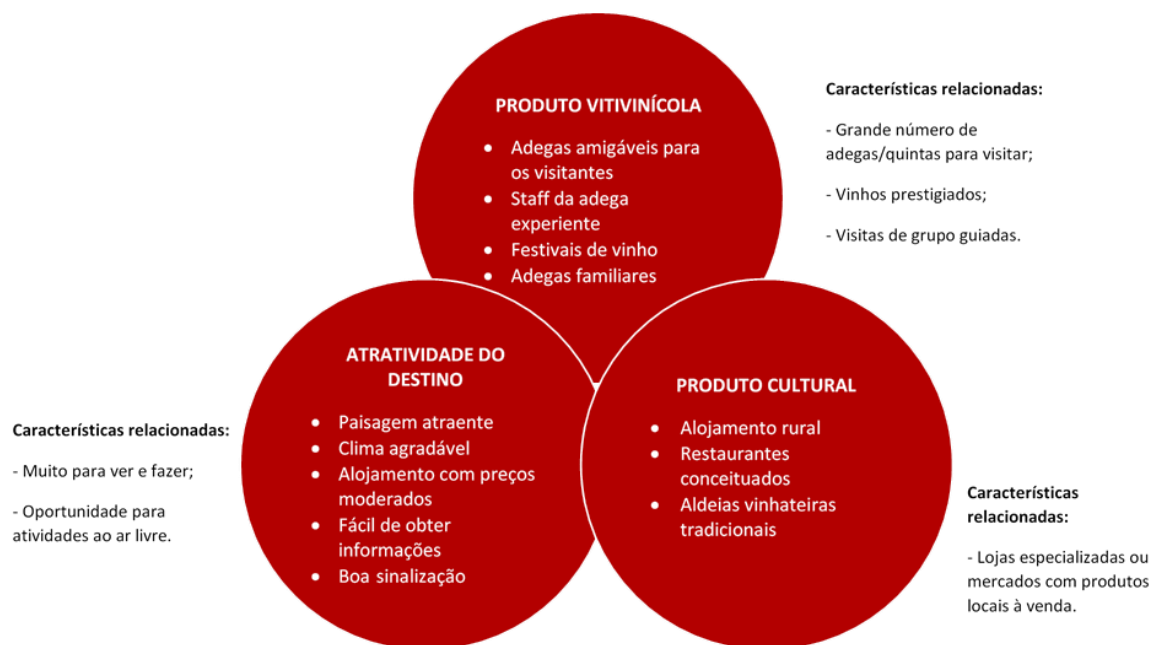 PRODUTO VITIVINÍCOLA
• Adegas amigáveis para
os visitantes
• Staff da adega
experiente
• Festivais de vinho
• Adegas familiares
Características relacionadas:
- Grande número de
adegas/quintas para visitar;
- Vinhos prestigiados;
- Visitas de grupo guiadas.
ATRATIVIDADE DO
DESTINO
• Paisagem atraente
• Clima agradável
• Alojamento com preços
moderados
• Fácil de obter
informações
• Boa sinalização
Características relacionadas:
- Muito para ver e fazer;
- Oportunidade para
atividades ao ar livre.
PRODUTO CULTURAL
• Alojamento rural
• Restaurantes
conceituados
• Aldeias vinhateiras
tradicionais
Características
relacionadas:
- Lojas especializadas ou
mercados com produtos
locais à venda.